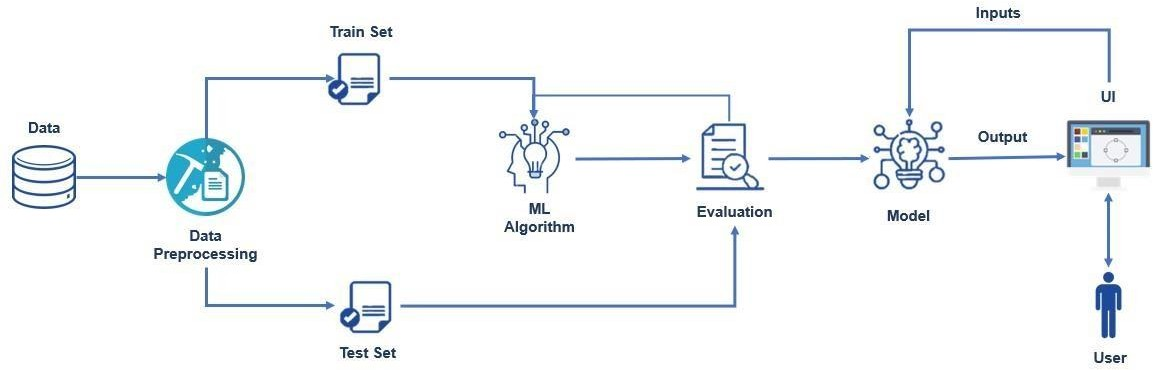 Data
Data
Preprocessing
Train Set
Test Set
ML
Algorithm
Evaluation
Model
Inputs
Output
UI
User